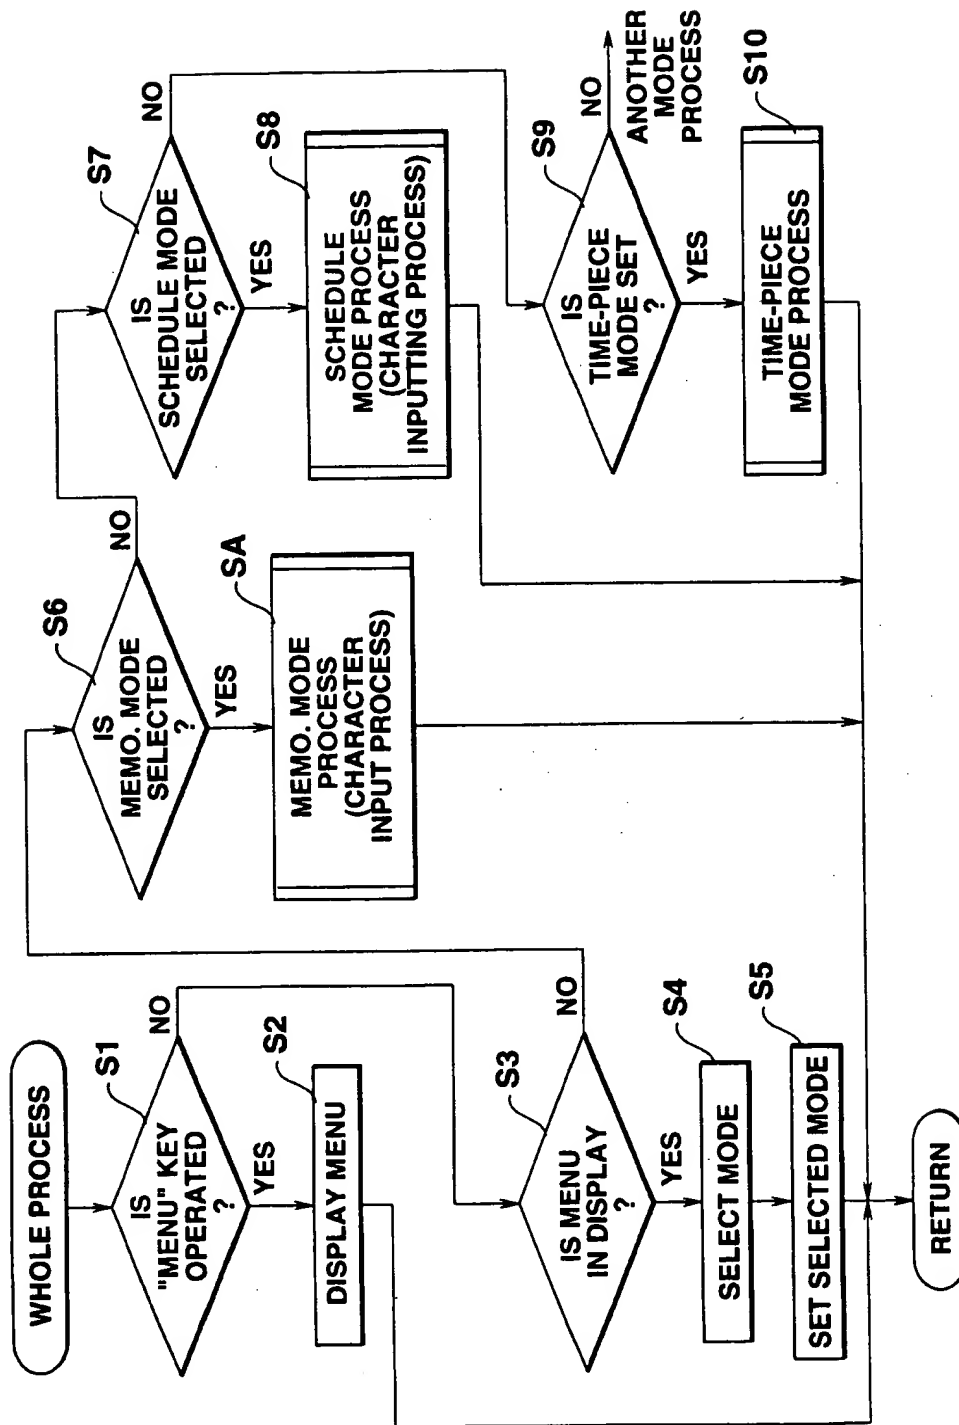 WHOLE PROCESS
S1
IS
"MENU" KEY
OPERATED
?
NO
YES
S2
DISPLAY MENU
S3
IS MENU
IN DISPLAY
?
NO
YES
S4
SELECT MODE
S5
SET SELECTED MODE
RETURN
S6
IS
MEMO. MODE
SELECTED
?
NO
YES
SA
MEMO. MODE
PROCESS
(CHARACTER
INPUT PROCESS)
S7
IS
SCHEDULE MODE
SELECTED
?
NO
YES
S8
SCHEDULE
MODE PROCESS
(CHARACTER
INPUTTING PROCESS)
S9
IS
TIME-PIECE
MODE SET
?
NO
ANOTHER
MODE
PROCESS
YES
S10
TIME-PIECE
MODE PROCESS